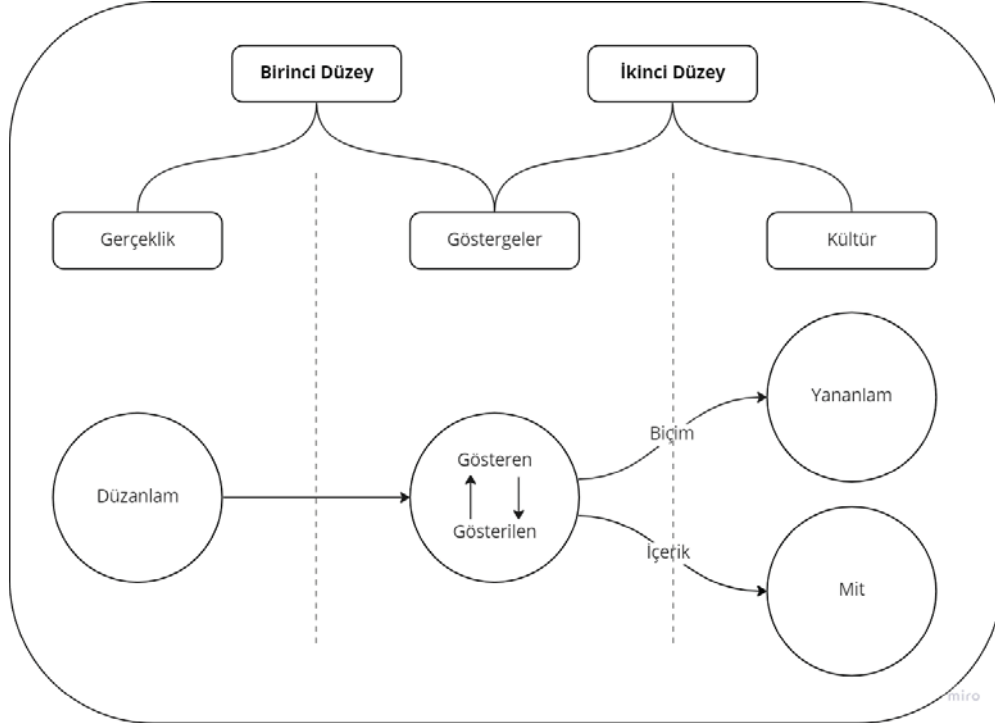 Birinci Düzey
İkinci Düzey
Gerçeklik
Göstergeler
Kültür
Yananlam
Biçim
Gösteren
Düzanlam
Gösterilen
İçerik
Mit
miro